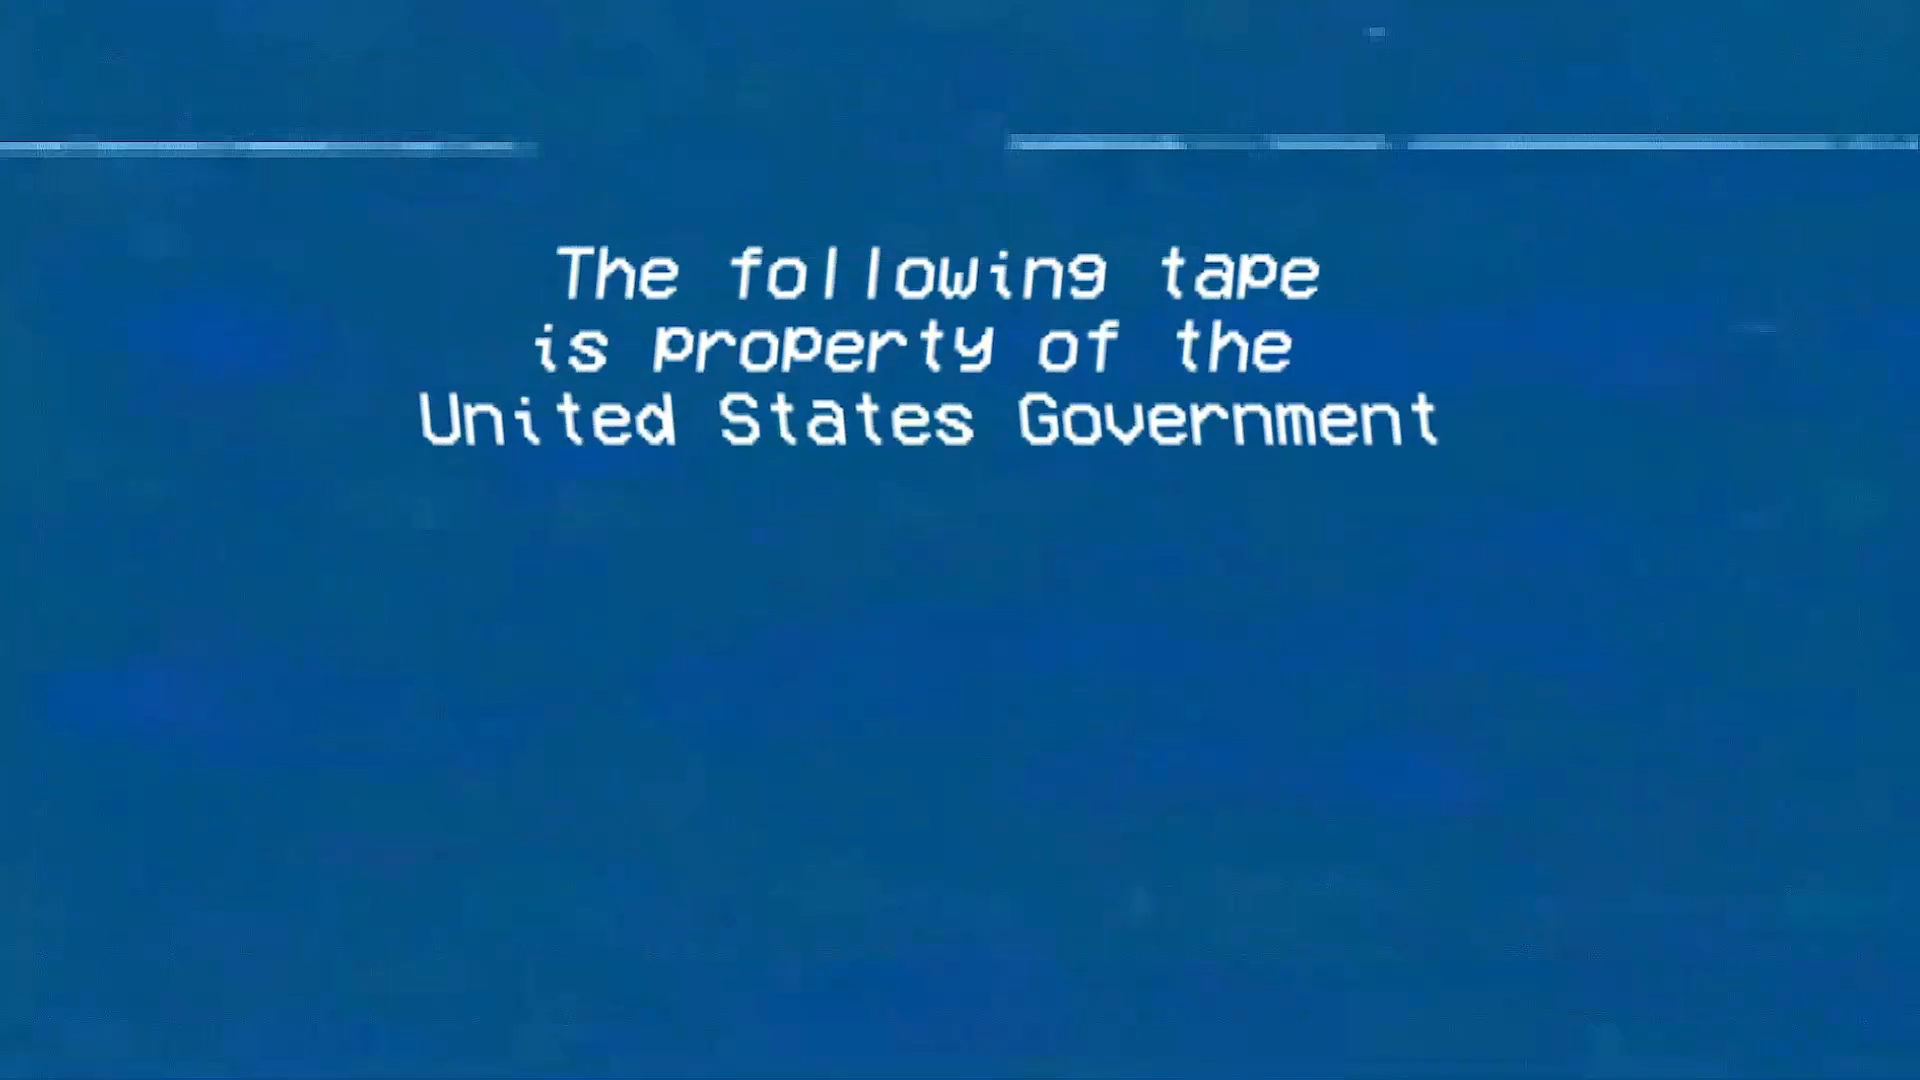 The following tape
is property of the
United States Government